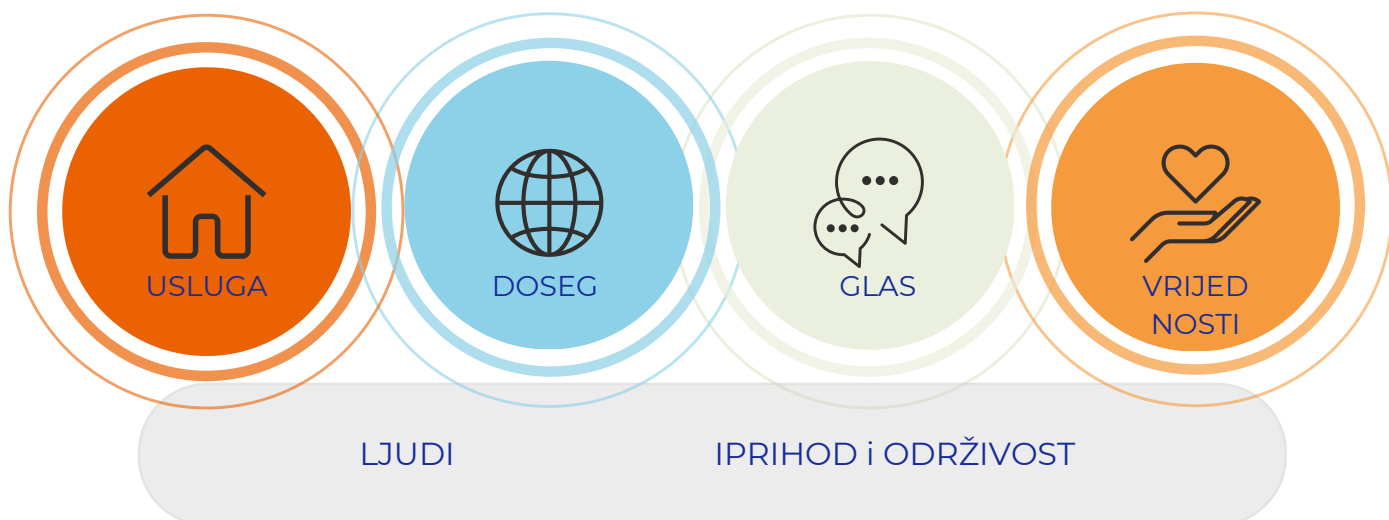 USLUGA
DOSEG
GLAS
VRIJED
NOSTI
LJUDI
IPRIHOD i ODRŽIVOST